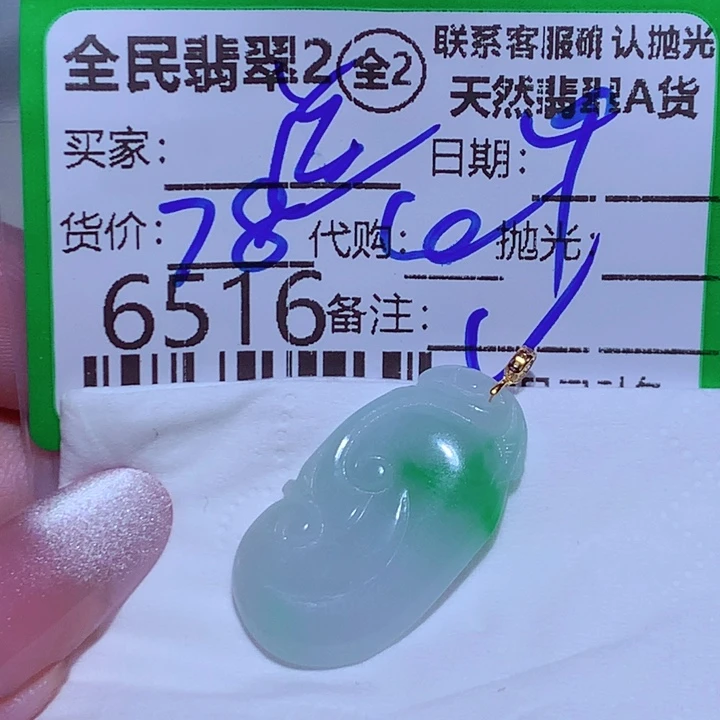 全民翡翠2 全2 联系客服确认抛光
天然翡翠A货
买家： 日期：
货价：78 代购： 抛光：
6516 备注：